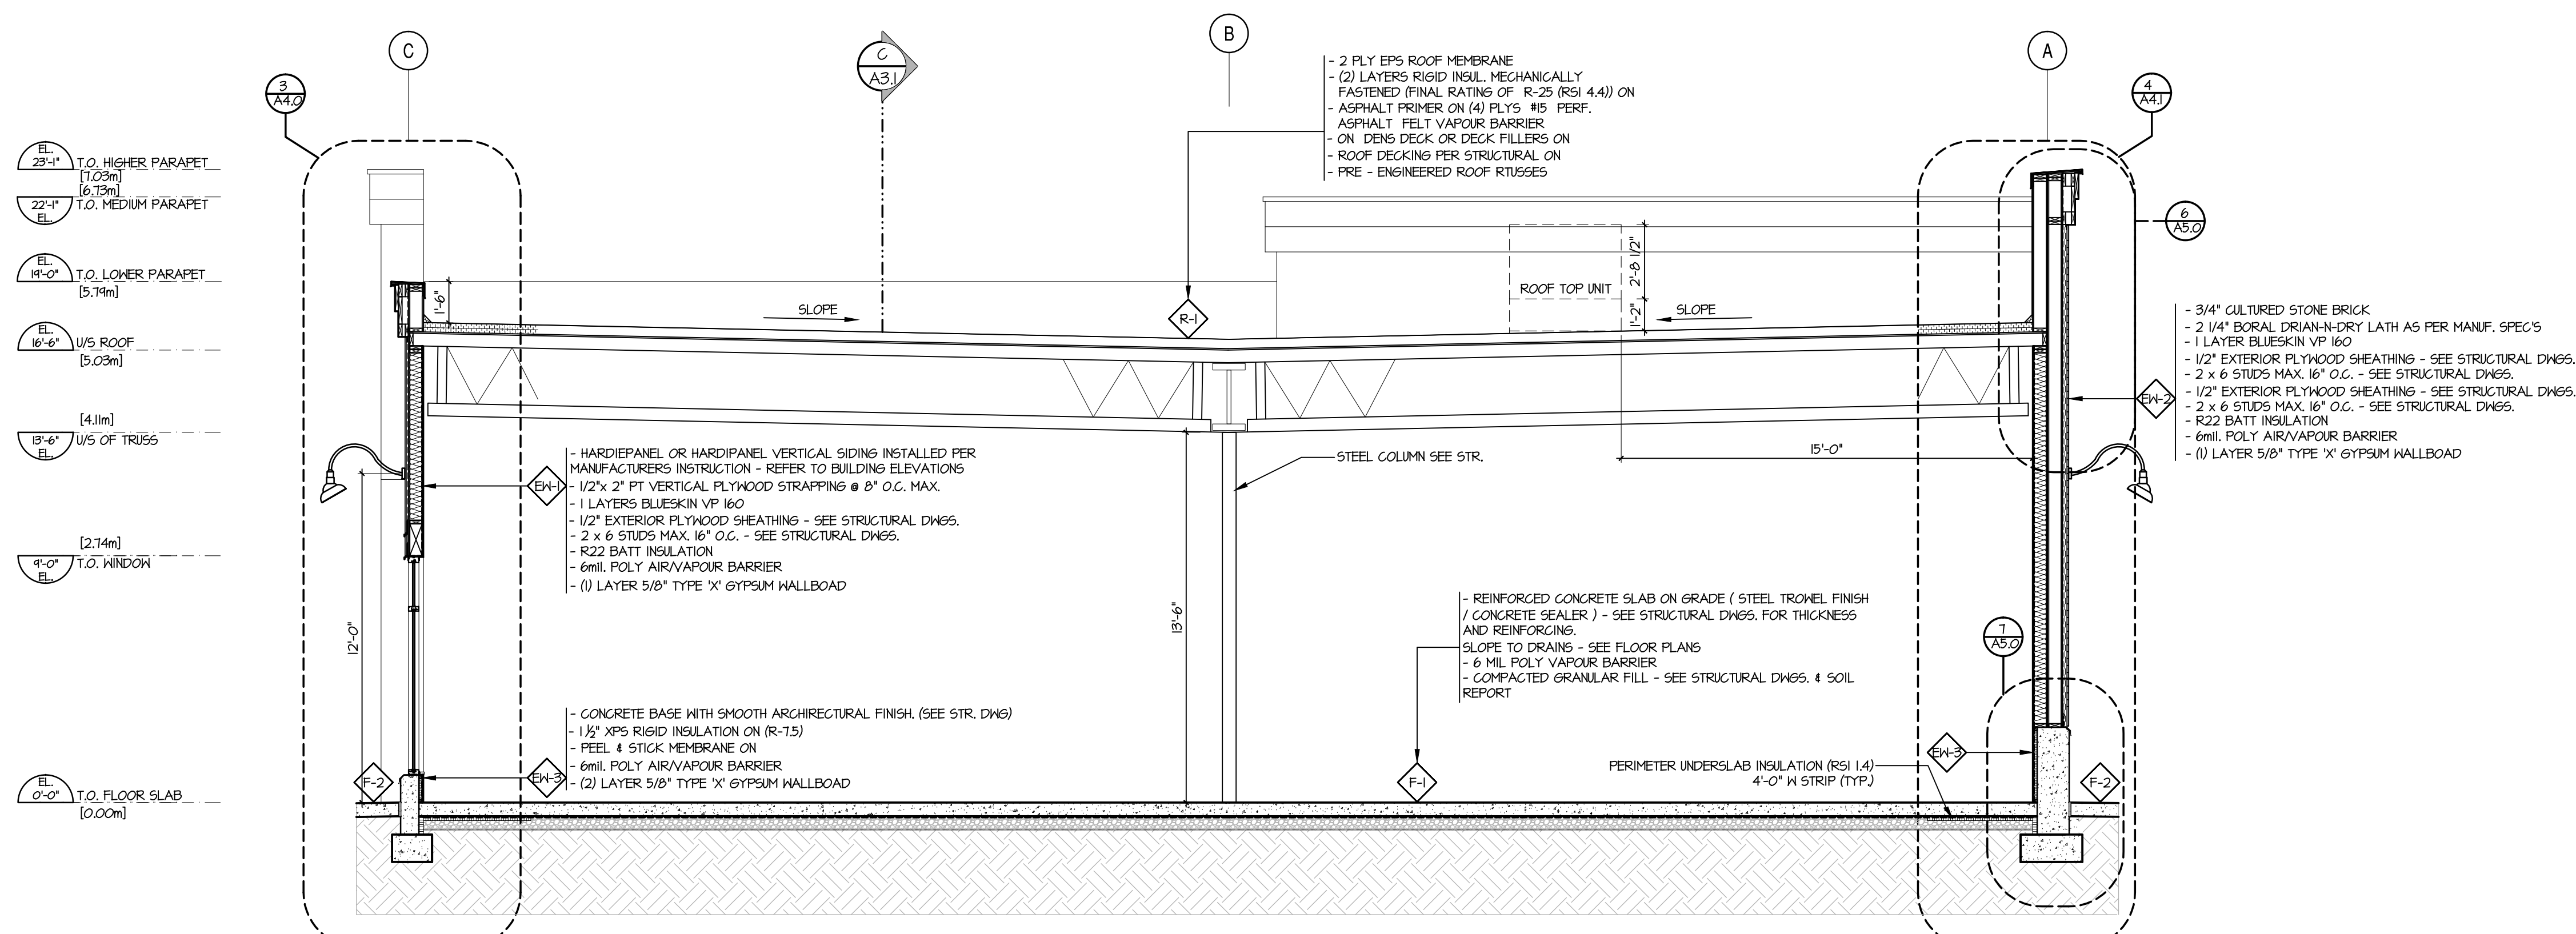 C
B
A
3
A4.0
C
A3.1
4
A4.1
6
A5.0
7
A5.0
EL.
23'-1"
T.O. HIGHER PARAPET
[7.03m]
[6.73m]
22'-1"
EL.
T.O. MEDIUM PARAPET
EL.
19'-0"
T.O. LOWER PARAPET
[5.79m]
EL.
16'-6"
U/S ROOF
[5.03m]
[4.11m]
13'-6"
EL.
U/S OF TRUSS
[2.74m]
9'-0"
EL.
T.O. WINDOW
EL.
0'-0"
T.O. FLOOR SLAB
[0.00m]
- 2 PLY EPS ROOF MEMBRANE
- (2) LAYERS RIGID INSUL. MECHANICALLY
FASTENED (FINAL RATING OF R-25 (RSI 4.4)) ON
- ASPHALT PRIMER ON (4) PLYS #15 PERF.
ASPHALT FELT VAPOUR BARRIER
- ON DENS DECK OR DECK FILLERS ON
- ROOF DECKING PER STRUCTURAL ON
- PRE - ENGINEERED ROOF RTUSSES
1'-6"
SLOPE
R-1
ROOF TOP UNIT
2'-8 1/2"
1'-2"
SLOPE
- 3/4" CULTURED STONE BRICK
- 2 1/4" BORAL DRIAN-N-DRY LATH AS PER MANUF. SPEC'S
- 1 LAYER BLUESKIN VP 160
- 1/2" EXTERIOR PLYWOOD SHEATHING - SEE STRUCTURAL DWGS.
- 2 x 6 STUDS MAX. 16" O.C. - SEE STRUCTURAL DWGS.
- 1/2" EXTERIOR PLYWOOD SHEATHING - SEE STRUCTURAL DWGS.
- 2 x 6 STUDS MAX. 16" O.C. - SEE STRUCTURAL DWGS.
- R22 BATT INSULATION
- 6mil. POLY AIR/VAPOUR BARRIER
- (1) LAYER 5/8" TYPE 'X' GYPSUM WALLBOARD
EW-2
EW-1
- HARDIEPANEL OR HARDIPANEL VERTICAL SIDING INSTALLED PER
MANUFACTURERS INSTRUCTION - REFER TO BUILDING ELEVATIONS
- 1/2"x 2" PT VERTICAL PLYWOOD STRAPPING @ 8" O.C. MAX.
- 1 LAYERS BLUESKIN VP 160
- 1/2" EXTERIOR PLYWOOD SHEATHING - SEE STRUCTURAL DWGS.
- 2 x 6 STUDS MAX. 16" O.C. - SEE STRUCTURAL DWGS.
- R22 BATT INSULATION
- 6mil. POLY AIR/VAPOUR BARRIER
- (1) LAYER 5/8" TYPE 'X' GYPSUM WALLBOAD
STEEL COLUMN SEE STR.
15'-0"
12'-0"
13'-6"
- REINFORCED CONCRETE SLAB ON GRADE ( STEEL TROWEL FINISH
/ CONCRETE SEALER ) - SEE STRUCTURAL DWGS. FOR THICKNESS
AND REINFORCING.
SLOPE TO DRAINS - SEE FLOOR PLANS
- 6 MIL POLY VAPOUR BARRIER
- COMPACTED GRANULAR FILL - SEE STRUCTURAL DWGS. & SOIL
REPORT
- CONCRETE BASE WITH SMOOTH ARCHIRECTURAL FINISH. (SEE STR. DWG)
- 1 1/2" XPS RIGID INSULATION ON (R-7.5)
- PEEL & STICK MEMBRANE ON
- 6mil. POLY AIR/VAPOUR BARRIER
- (2) LAYER 5/8" TYPE 'X' GYPSUM WALLBOARD
F-2
EW-3
F-1
PERIMETER UNDERSLAB INSULATION (RSI 1.4)
4'-0" W STRIP (TYP.)
EW-3
F-2